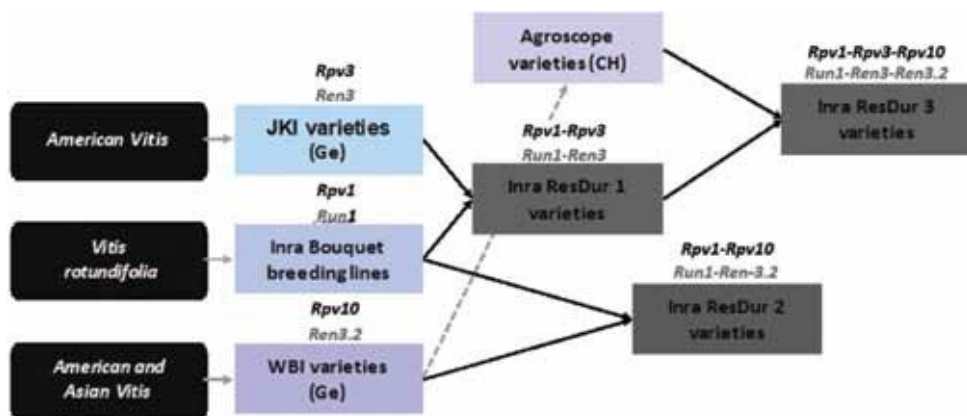 Agroscope
varieties (CH)
Rpv1-Rpv3-Rpv10
Run1-Ren3-Ren3.2
Inra ResDur 3
varieties
Rpv3
Ren3
American Vitis
JKI varieties
(Ge)
Rpv1-Rpv3
Run1-Ren3
Inra ResDur 1
varieties
Rpv1
Run1
Vitis
rotundifolia
Inra Bouquet
breeding lines
Rpv1-Rpv10
Run1-Ren-3.2
Inra ResDur 2
varieties
Rpv10
Ren3.2
American and
Asian Vitis
WBI varieties
(Ge)